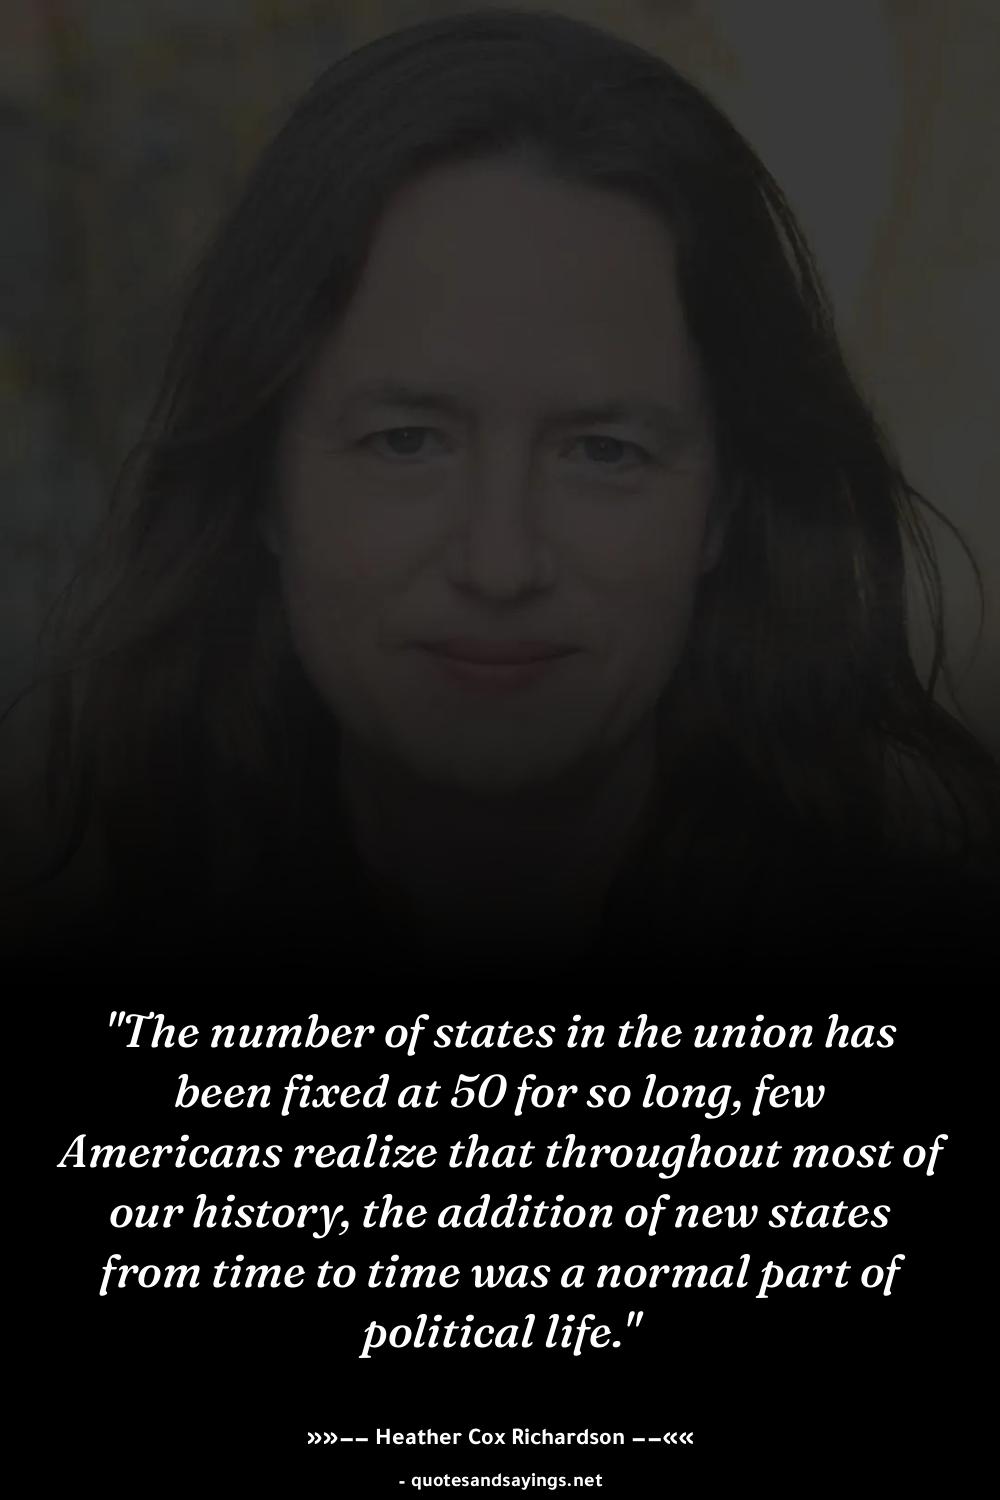 "The number of states in the union has
been fixed at 50 for so long, few
Americans realize that throughout most of
our history, the addition of new states
from time to time was a normal part of
political life."
»»–– Heather Cox Richardson ––««
- quotesandsayings.net